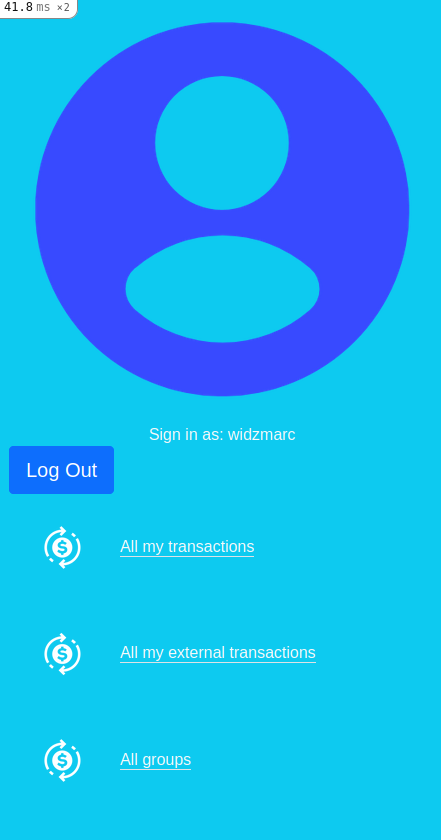 41.8 ms ×2
Sign in as: widzmarc
Log Out
All my transactions
All my external transactions
All groups